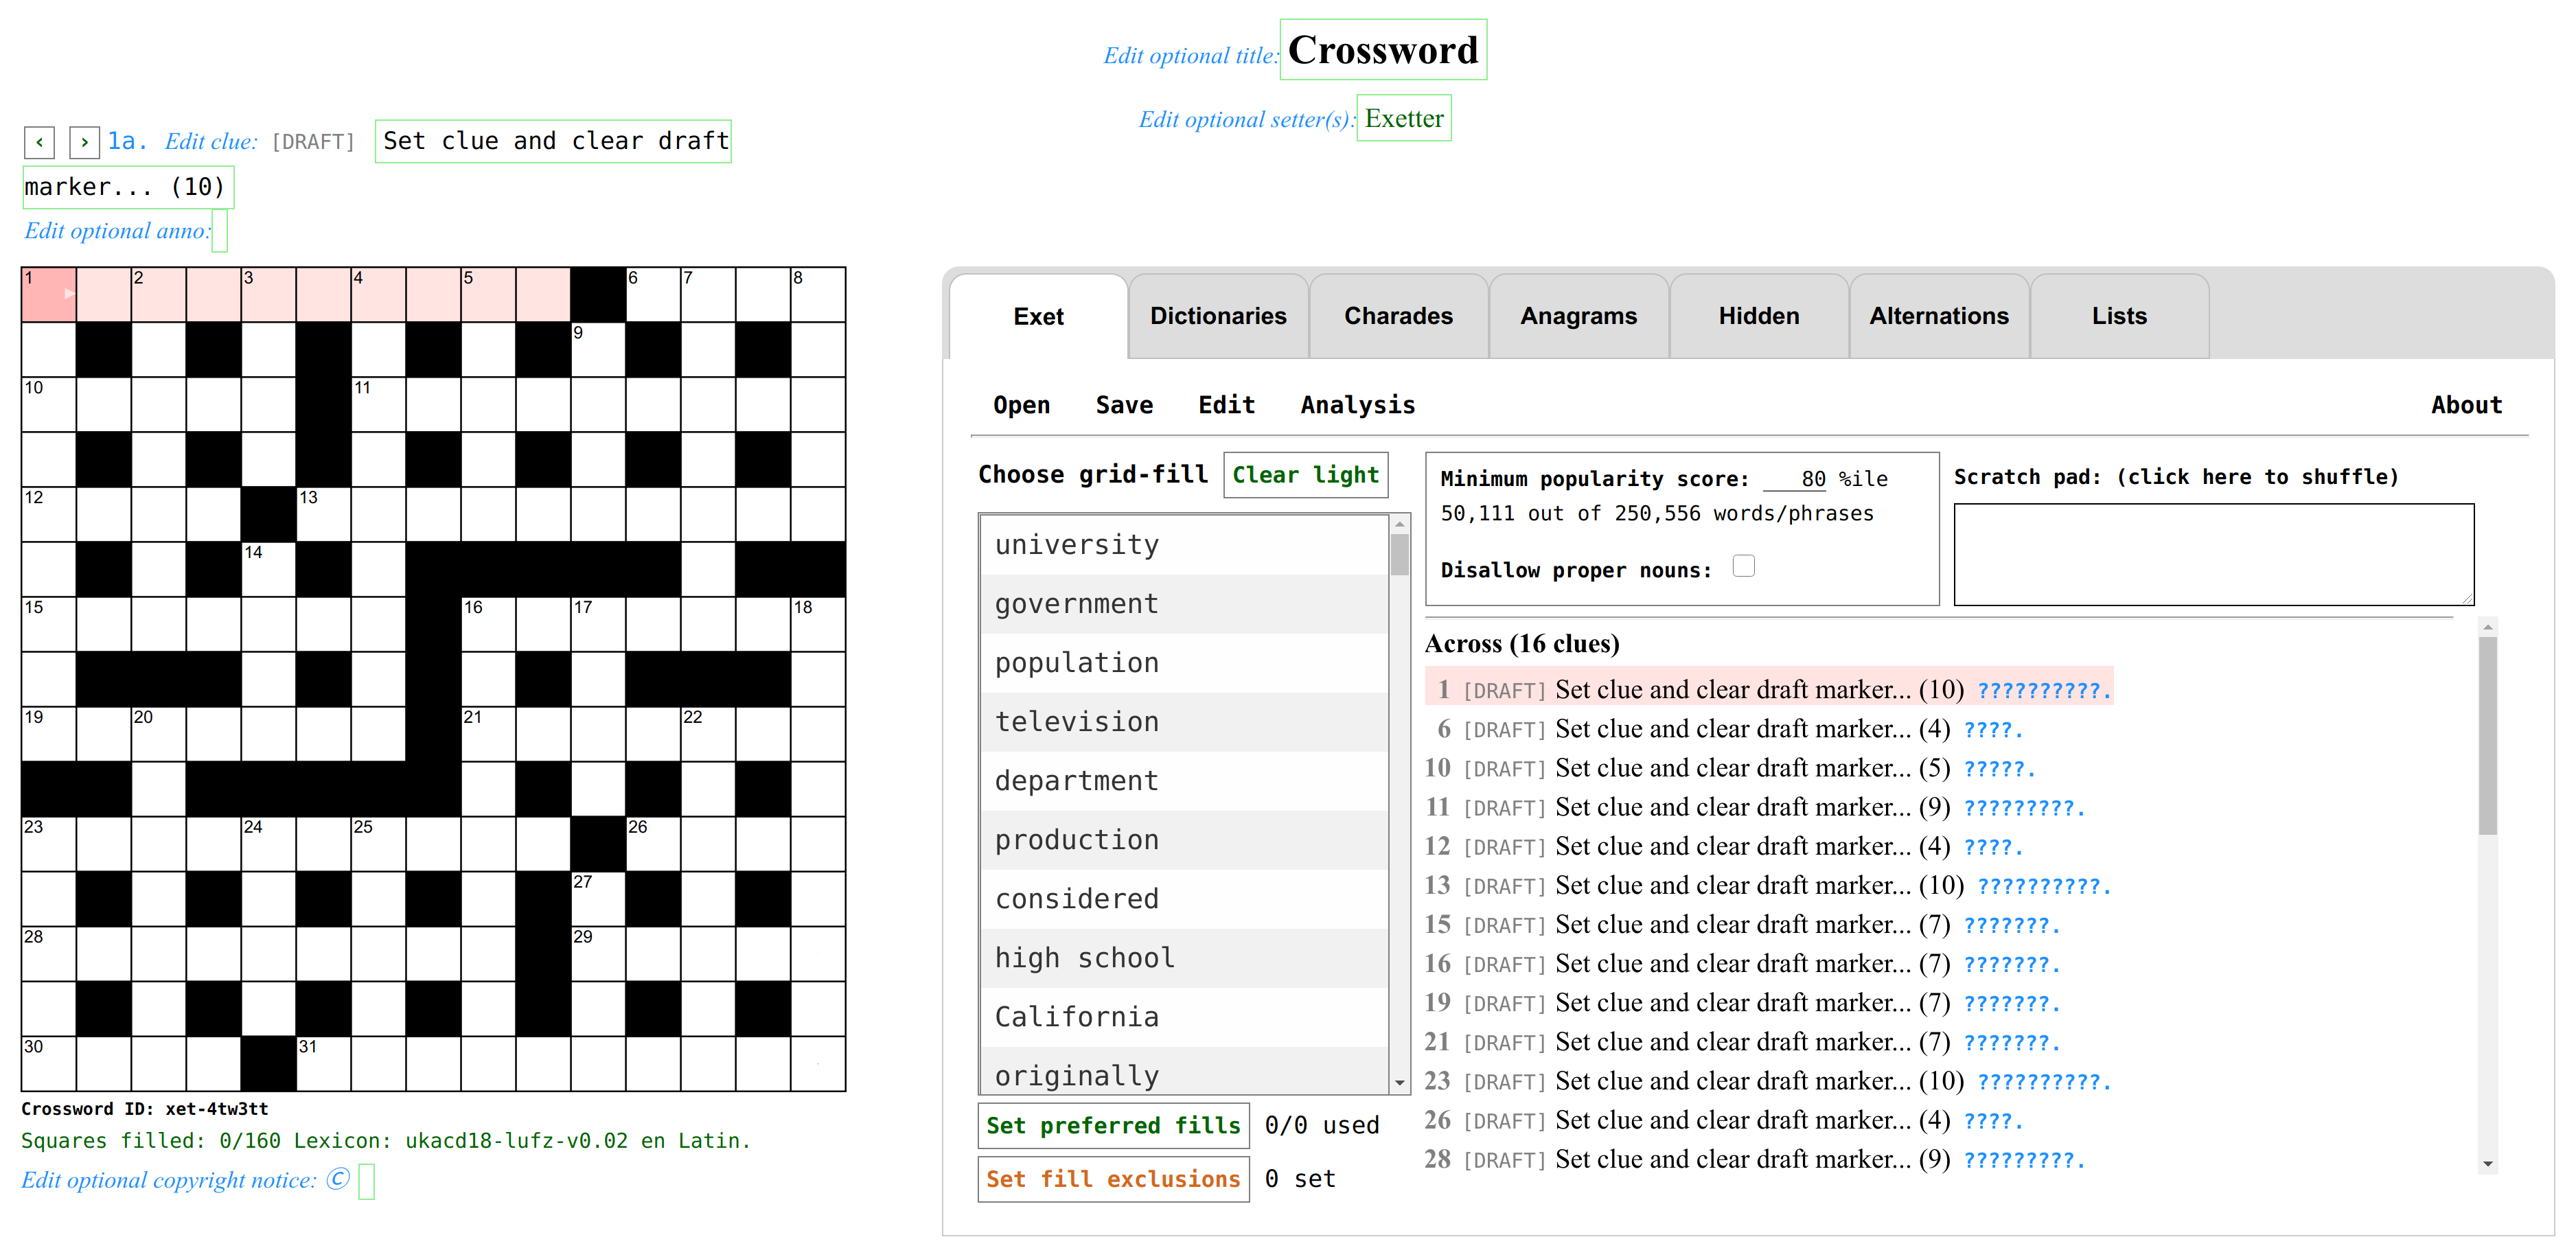 Edit optional title: Crossword
Edit optional setter(s): Exetter
‹ › 1a. Edit clue: [DRAFT] Set clue and clear draft
marker... (10)
Edit optional anno:
1 2 3 4 5 6 7 8
9
10 11
12 13
14
15 16 17 18
19 20 21 22
23 24 25 26
27
28 29
30 31
Crossword ID: xet-4tw3tt
Squares filled: 0/160 Lexicon: ukacd18-lufz-v0.02 en Latin.
Edit optional copyright notice: ©
Exet Dictionaries Charades Anagrams Hidden Alternations Lists
Open Save Edit Analysis About
Choose grid-fill Clear light
university
government
population
television
department
production
considered
high school
California
originally
Set preferred fills 0/0 used
Set fill exclusions 0 set
Minimum popularity score: 80 %ile
50,111 out of 250,556 words/phrases
Disallow proper nouns:
Scratch pad: (click here to shuffle)
Across (16 clues)
1 [DRAFT] Set clue and clear draft marker... (10) ??????????.
6 [DRAFT] Set clue and clear draft marker... (4) ????.
10 [DRAFT] Set clue and clear draft marker... (5) ?????.
11 [DRAFT] Set clue and clear draft marker... (9) ?????????.
12 [DRAFT] Set clue and clear draft marker... (4) ????.
13 [DRAFT] Set clue and clear draft marker... (10) ??????????.
15 [DRAFT] Set clue and clear draft marker... (7) ???????.
16 [DRAFT] Set clue and clear draft marker... (7) ???????.
19 [DRAFT] Set clue and clear draft marker... (7) ???????.
21 [DRAFT] Set clue and clear draft marker... (7) ???????.
23 [DRAFT] Set clue and clear draft marker... (10) ??????????.
26 [DRAFT] Set clue and clear draft marker... (4) ????.
28 [DRAFT] Set clue and clear draft marker... (9) ?????????.